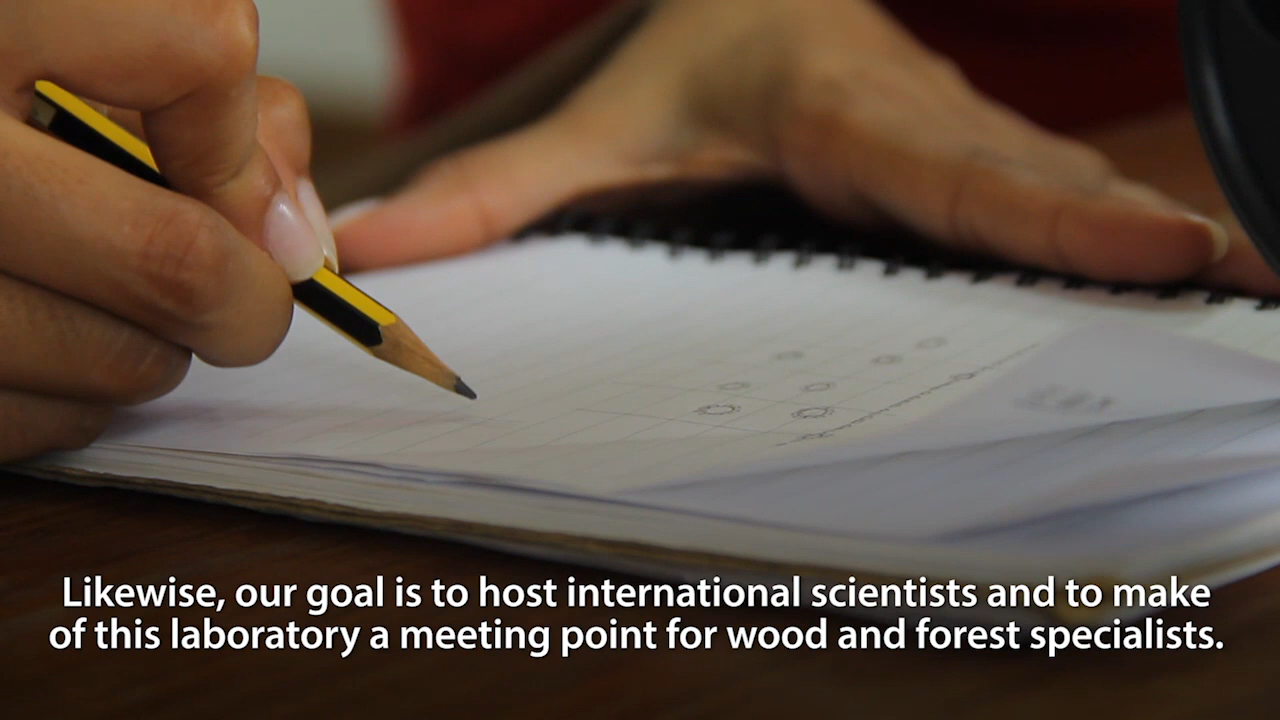 Likewise, our goal is to host international scientists and to make
of this laboratory a meeting point for wood and forest specialists.